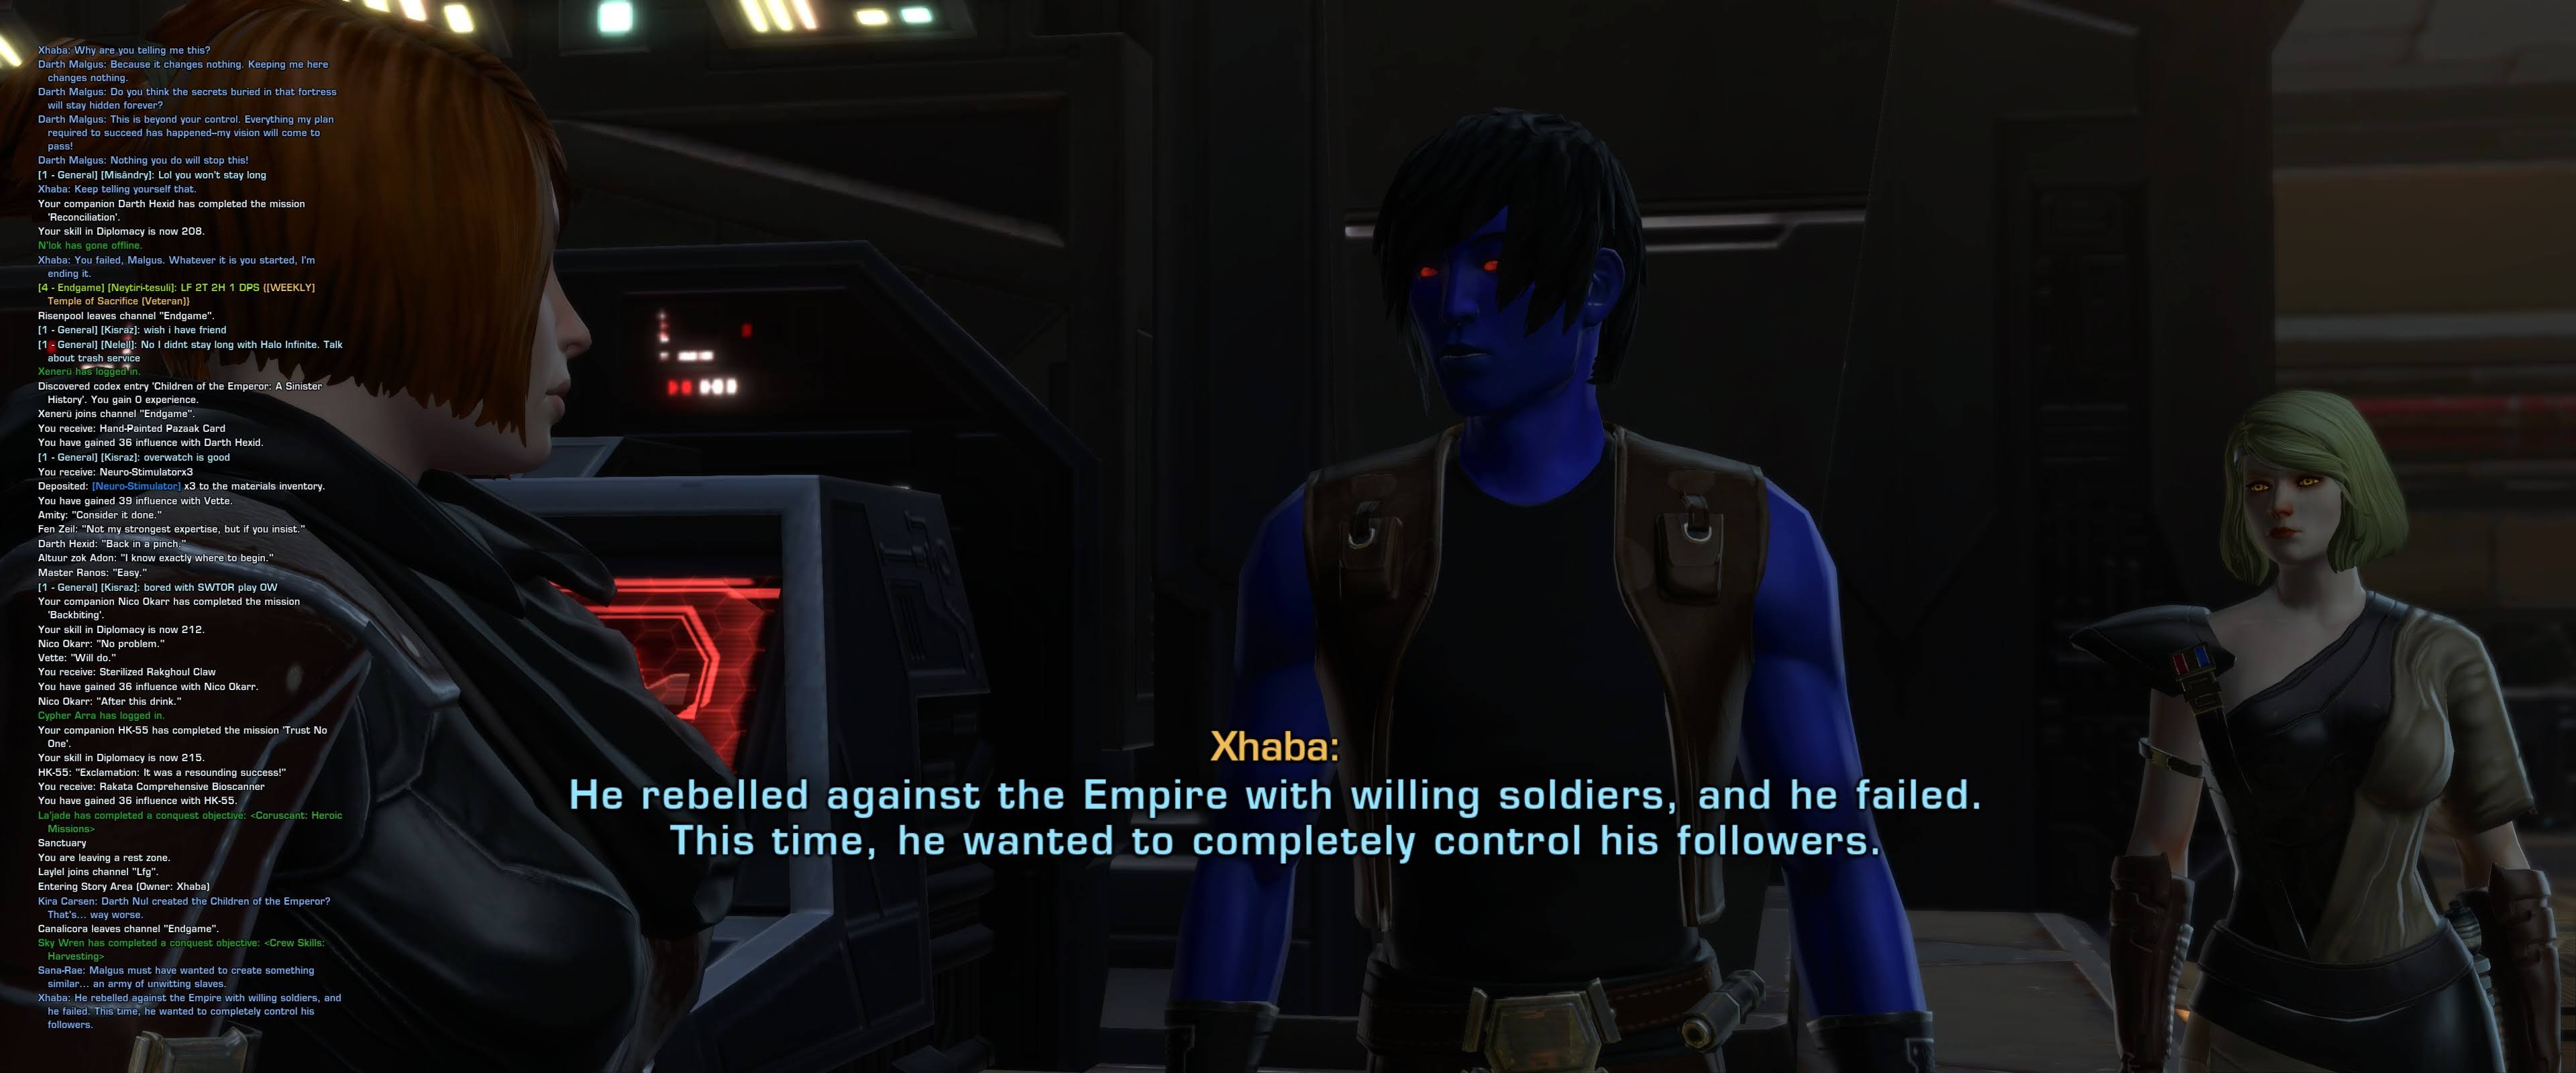 Xhaba: Why are you telling me this?
Darth Malgus: Because it changes nothing. Keeping me here
changes nothing.
Darth Malgus: Do you think the secrets buried in that fortress
will stay hidden forever?
Darth Malgus: This is beyond your control. Everything my plan
required to succeed has happened–my vision will come to
pass!
Darth Malgus: Nothing you do will stop this!
[1 - General] [Misândry]: Lol you won't stay long
Xhaba: Keep telling yourself that.
Your companion Darth Hexid has completed the mission
'Reconciliation'.
Your skill in Diplomacy is now 208.
N'lok has gone offline.
Xhaba: You failed, Malgus. Whatever it is you started, I'm
ending it.
[4 - Endgame] [Neytiri-tesuli]: LF 2T 2H 1 DPS {[WEEKLY]
Temple of Sacrifice (Veteran)}
Risenpool leaves channel "Endgame".
[1 - General] [Kisraz]: wish i have friend
[1 - General] [Nelell]: No I didnt stay long with Halo Infinite. Talk
about trash service
Xenerü has logged in.
Discovered codex entry 'Children of the Emperor: A Sinister
History'. You gain 0 experience.
Xenerü joins channel "Endgame".
You receive: Hand-Painted Pazaak Card
You have gained 36 influence with Darth Hexid.
[1 - General] [Kisraz]: overwatch is good
You receive: Neuro-Stimulatorx3
Deposited: [Neuro-Stimulator] x3 to the materials inventory.
You have gained 39 influence with Vette.
Amity: "Consider it done."
Fen Zeil: "Not my strongest expertise, but if you insist."
Darth Hexid: "Back in a pinch."
Altuur zok Adon: "I know exactly where to begin."
Master Ranos: "Easy."
[1 - General] [Kisraz]: bored with SWTOR play OW
Your companion Nico Okarr has completed the mission
'Backbiting'.
Your skill in Diplomacy is now 212.
Nico Okarr: "No problem."
Vette: "Will do."
You receive: Sterilized Rakghoul Claw
You have gained 36 influence with Nico Okarr.
Nico Okarr: "After this drink."
Cypher Arra has logged in.
Your companion HK-55 has completed the mission 'Trust No
One'.
Your skill in Diplomacy is now 215.
HK-55: "Exclamation: It was a resounding success!"
You receive: Rakata Comprehensive Bioscanner
You have gained 36 influence with HK-55.
La'jade has completed a conquest objective: <Coruscant: Heroic
Missions>
Sanctuary
You are leaving a rest zone.
Laylel joins channel "Lfg".
Entering Story Area (Owner: Xhaba)
Kira Carsen: Darth Nul created the Children of the Emperor?
That's... way worse.
Canalicora leaves channel "Endgame".
Sky Wren has completed a conquest objective: <Crew Skills:
Harvesting>
Sana-Rae: Malgus must have wanted to create something
similar... an army of unwitting slaves.
Xhaba: He rebelled against the Empire with willing soldiers, and
he failed. This time, he wanted to completely control his
followers.
Xhaba:
He rebelled against the Empire with willing soldiers, and he failed.
This time, he wanted to completely control his followers.